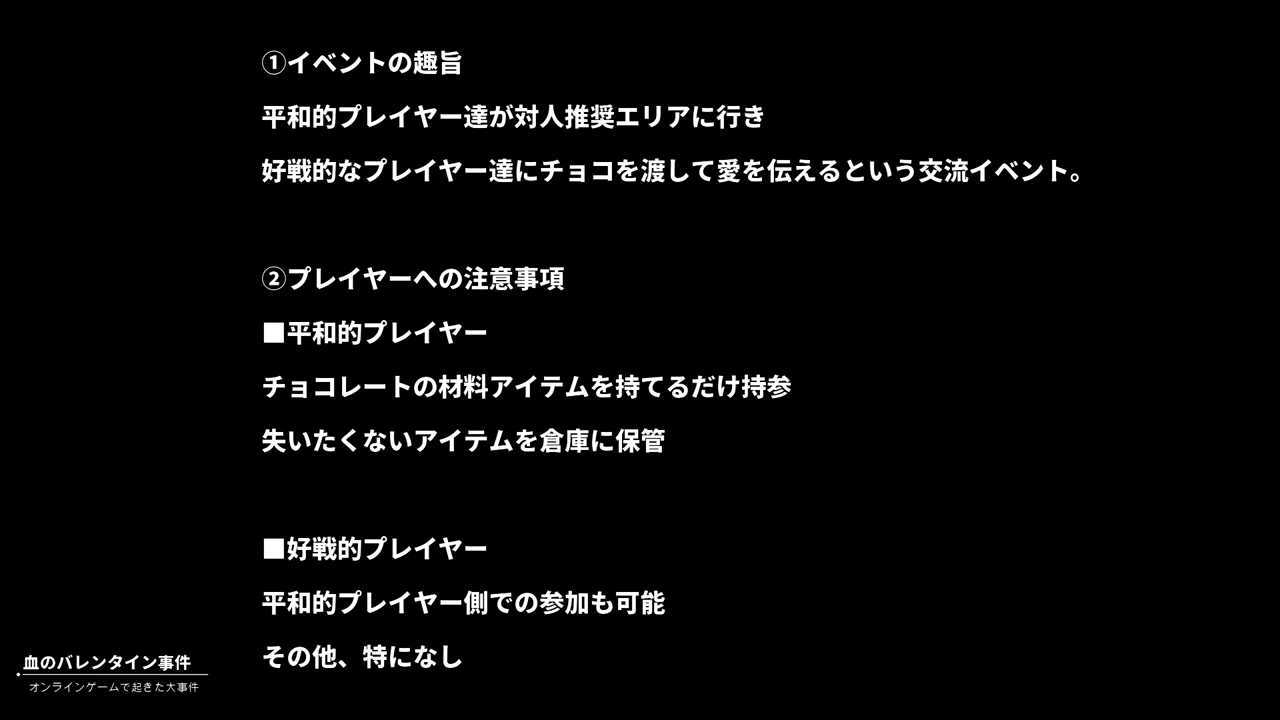 ①イベントの趣旨
平和的プレイヤー達が対人推奨エリアに行き
好戦的なプレイヤー達にチョコを渡して愛を伝えるという交流イベント。
②プレイヤーへの注意事項
■平和的プレイヤー
チョコレートの材料アイテムを持てるだけ持参
失いたくないアイテムを倉庫に保管
■好戦的プレイヤー
平和的プレイヤー側での参加も可能
その他、特になし
血のバレンタイン事件
オンラインゲームで起きた大事件